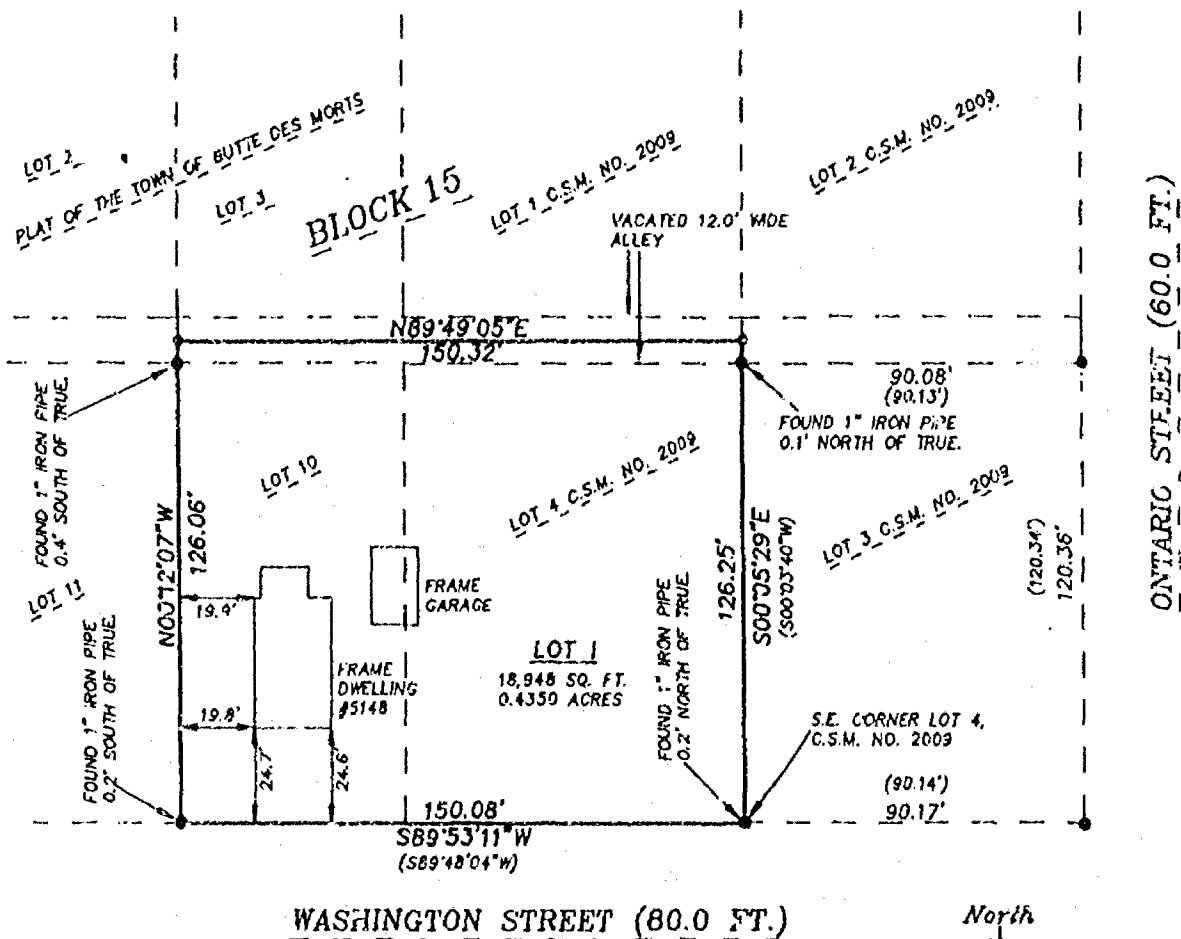 LOT 2
PLAT OF THE TOWN OF BUTTE DES MORTS
LOT 3
BLOCK 15
LOT 1 C.S.M. NO. 2009
LOT 2 C.S.M. NO. 2009
VACATED 12.0' WIDE
ALLEY
ONTARIO STREET (60.0 FT.)
N89°49'05"E
150.32'
90.08'
(90.13')
FOUND 1" IRON PIPE
0.4' SOUTH OF TRUE.
FOUND 1" IRON PIPE
0.1' NORTH OF TRUE.
LOT 10
LOT 4 C.S.M. NO. 2009
LOT 3 C.S.M. NO. 2009
N00°12'07"W
126.06'
126.25'
S00°05'29"E
(S00°03'40"W)
(120.34')
120.36'
LOT 11
19.9'
FRAME
GARAGE
LOT 1
18,948 SQ. FT.
0.4350 ACRES
FRAME
DWELLING
#5148
19.8'
FOUND 1" IRON PIPE
0.2' SOUTH OF TRUE.
FOUND 1" IRON PIPE
0.2' NORTH OF TRUE.
S.E. CORNER LOT 4,
C.S.M. NO. 2009
24.7'
24.6'
(90.14')
90.17'
150.08'
S89°53'11"W
(S89°48'04"W)
WASHINGTON STREET (80.0 FT.)
North